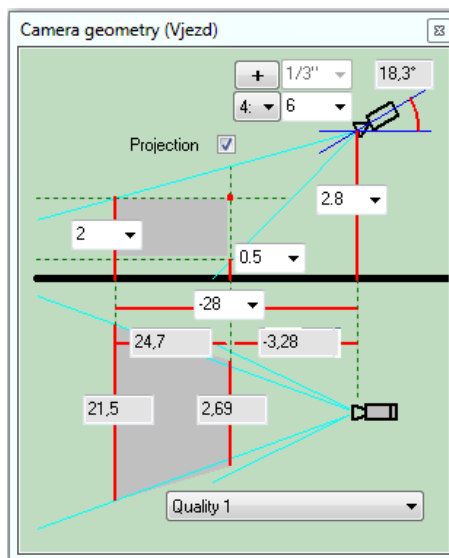 Camera geometry (Vjezd)
+ 1/3" 18,3°
4: 6
Projection
2.8
2
0.5
-28
24,7 -3,28
21,5 2,69
Quality 1